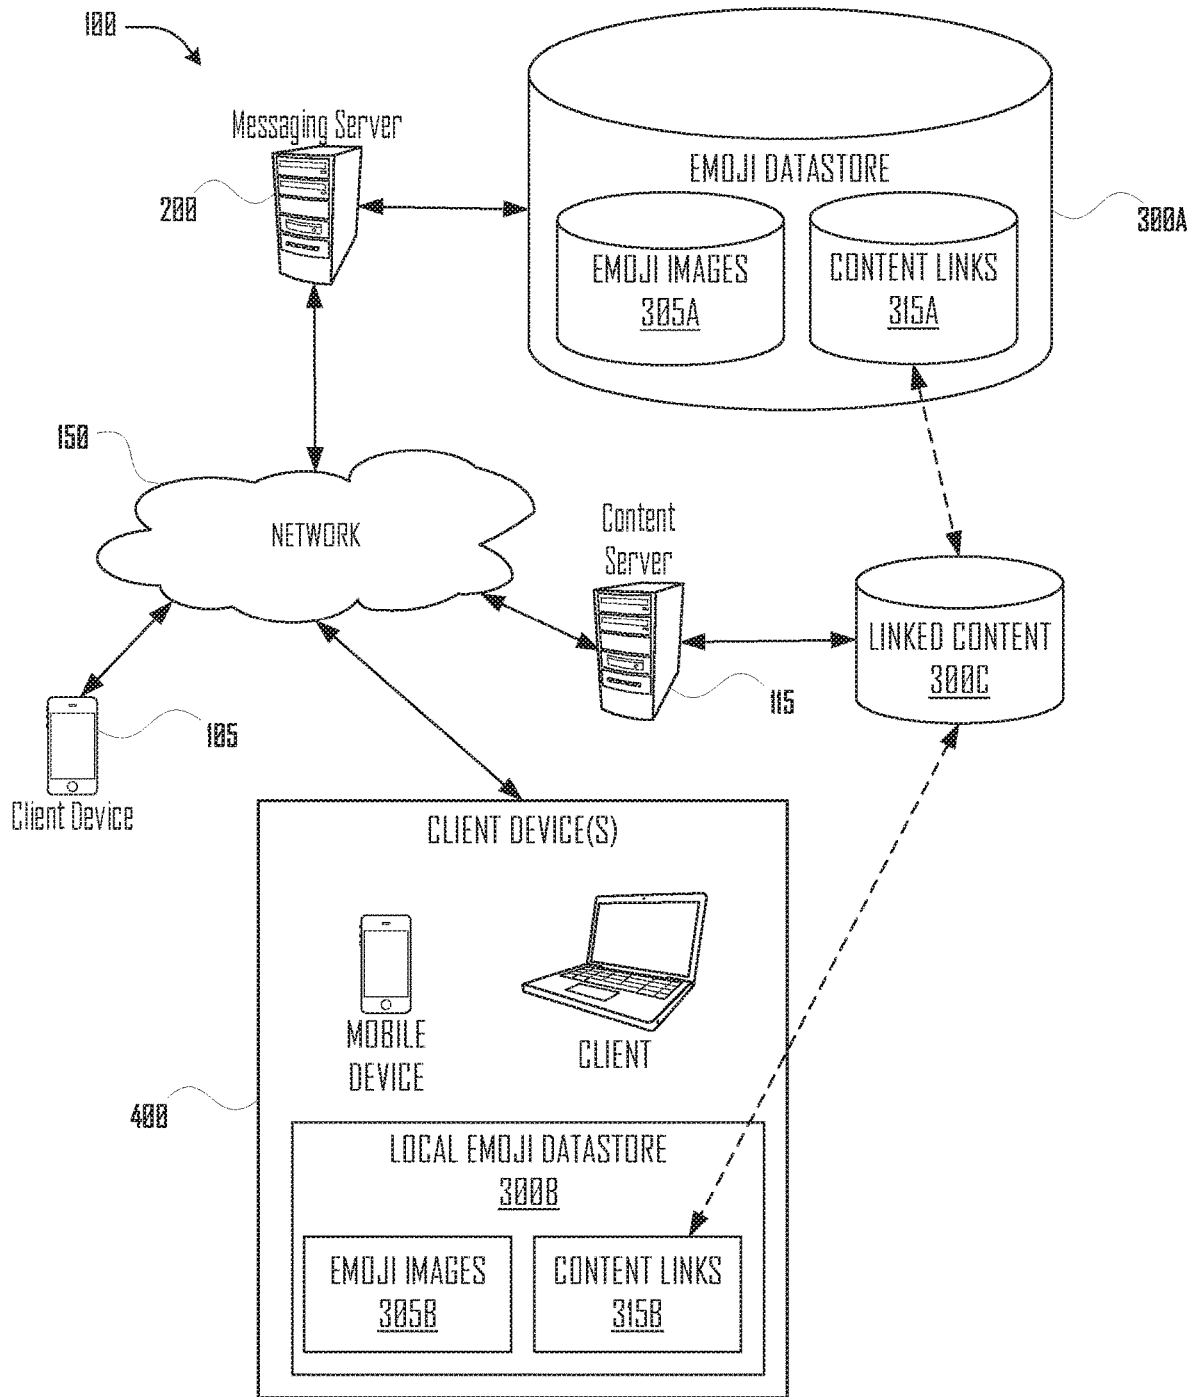 100
Messaging Server
200
EMOJI DATASTORE
300A
EMOJI IMAGES
305A
CONTENT LINKS
315A
150
NETWORK
Content
Server
115
LINKED CONTENT
300C
105
Client Device
CLIENT DEVICE(S)
MOBILE
DEVICE
CLIENT
400
LOCAL EMOJI DATASTORE
300B
EMOJI IMAGES
305B
CONTENT LINKS
315B